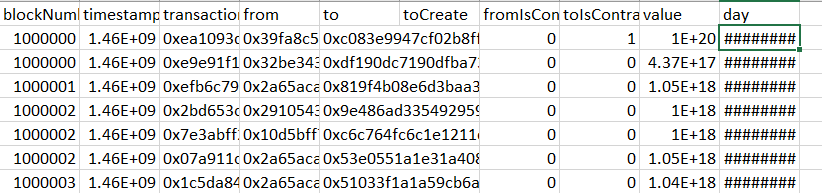 blockNuml timestamp transaction from to toCreate fromIsCon toIsContra value day
1000000 1.46E+09 0xea1093c 0x39fa8c5 0xc083e9947cf02b8ff 0 1 1E+20 ########
1000000 1.46E+09 0xe9e91f1 0x32be343 0xdf190dc7190dfba7 0 0 4.37E+17 ########
1000001 1.46E+09 0xefb6c79 0x2a65aca 0x819f4b08e6d3baa3 0 0 1.05E+18 ########
1000002 1.46E+09 0x2bd653c 0x2910543 0x9e486ad335492959 0 0 1E+18 ########
1000002 1.46E+09 0x7e3abff 0x10d5bff 0xc6c764fc6c1e1211 0 0 1E+18 ########
1000002 1.46E+09 0x07a911c 0x2a65aca 0x53e0551a1e31a408 0 0 1.05E+18 ########
1000003 1.46E+09 0x1c5da84 0x2a65aca 0x51033f1a1a59cb6a 0 0 1.04E+18 ########